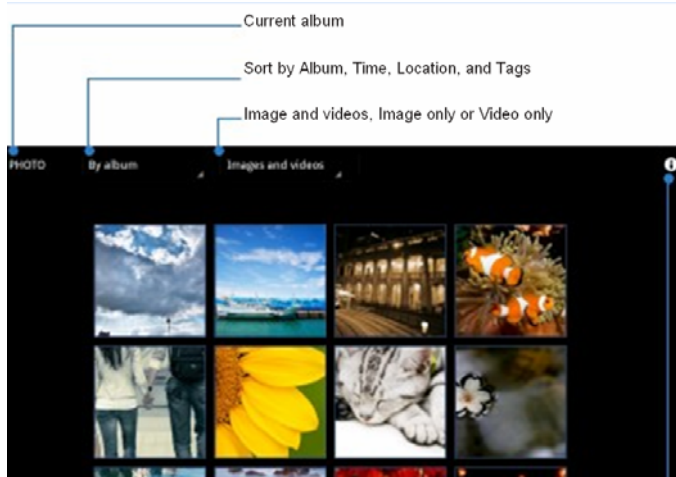 Current album
Sort by Album, Time, Location, and Tags
Image and videos, Image only or Video only
PHOTO By album Images and videos